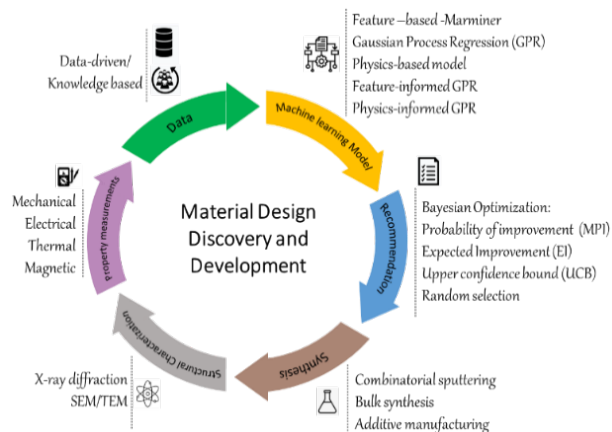 Data-driven/
Knowledge based
Feature –based -Marminer
Gaussian Process Regression (GPR)
Physics-based model
Feature-informed GPR
Physics-informed GPR
Data
Machine learning Model
Recommendation
Bayesian Optimization:
Probability of improvement (MPI)
Expected Improvement (EI)
Upper confidence bound (UCB)
Random selection
Synthesis
Combinatorial sputtering
Bulk synthesis
Additive manufacturing
Structural Characterization
X-ray diffraction
SEM/TEM
Property measurements
Mechanical
Electrical
Thermal
Magnetic
Material Design
Discovery and
Development